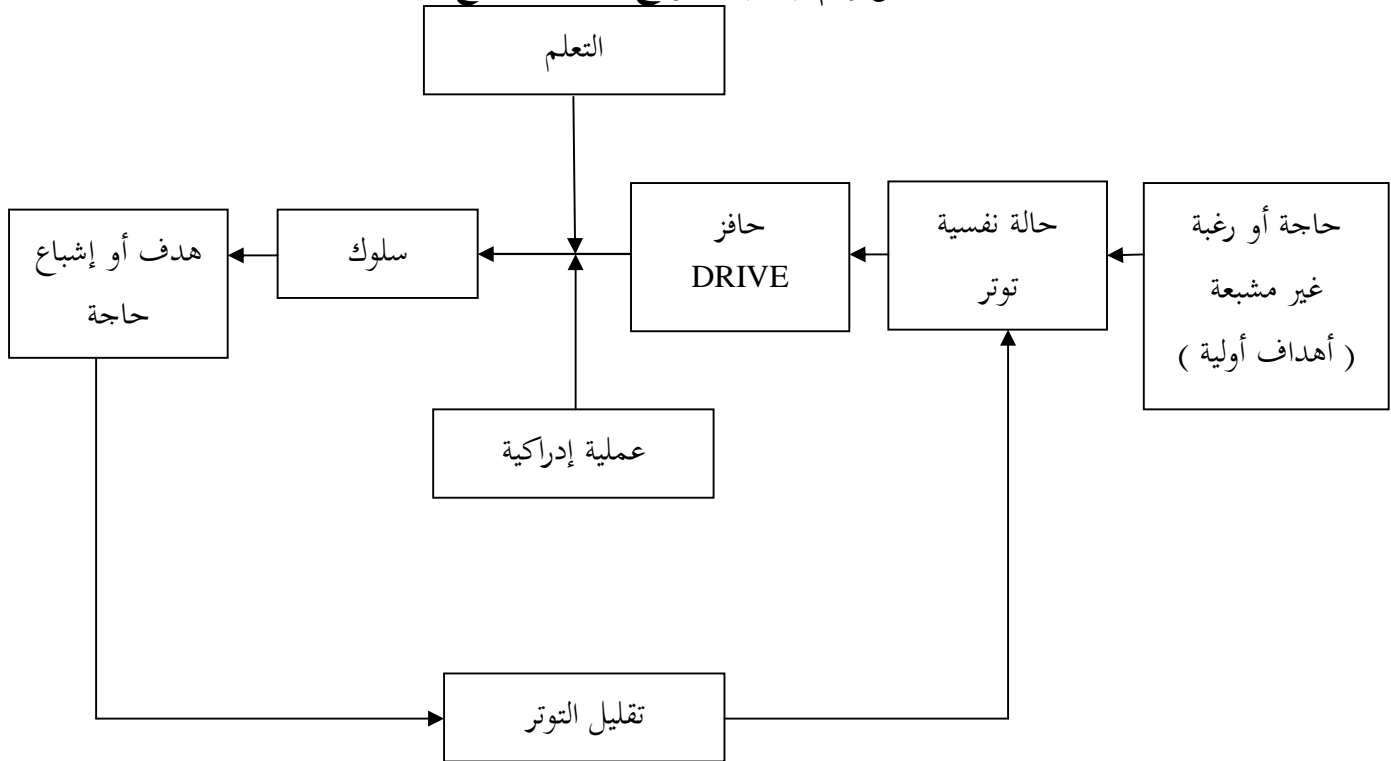 التعلم
حاجة أو رغبة
غير مشبعة
( أهداف أولية )
حالة نفسية
توتر
حافز
DRIVE
سلوك
هدف أو إشباع
حاجة
عملية إدراكية
تقليل التوتر